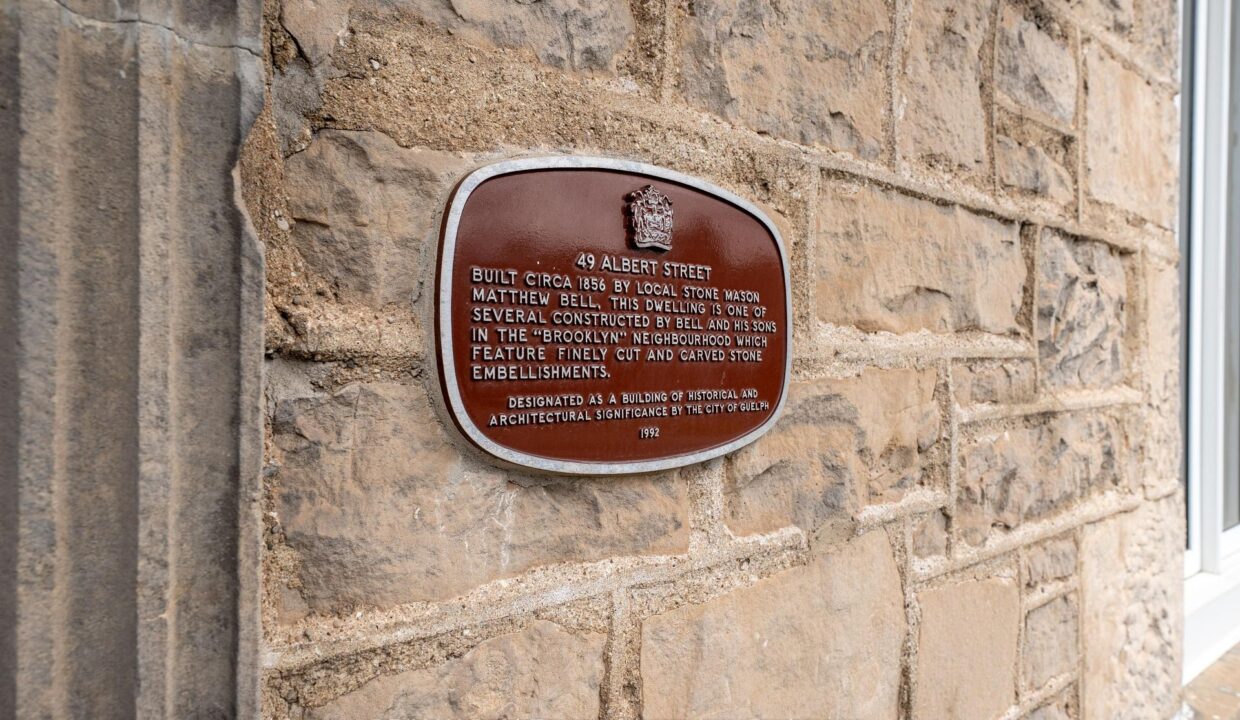 49 ALBERT STREET
BUILT CIRCA 1856 BY LOCAL STONE MASON
MATTHEW BELL, THIS DWELLING IS ONE OF
SEVERAL CONSTRUCTED BY BELL AND HIS SONS
IN THE "BROOKLYN" NEIGHBOURHOOD WHICH
FEATURE FINELY CUT AND CARVED STONE
EMBELLISHMENTS.
DESIGNATED AS A BUILDING OF HISTORICAL AND
ARCHITECTURAL SIGNIFICANCE BY THE CITY OF GUELPH
1992